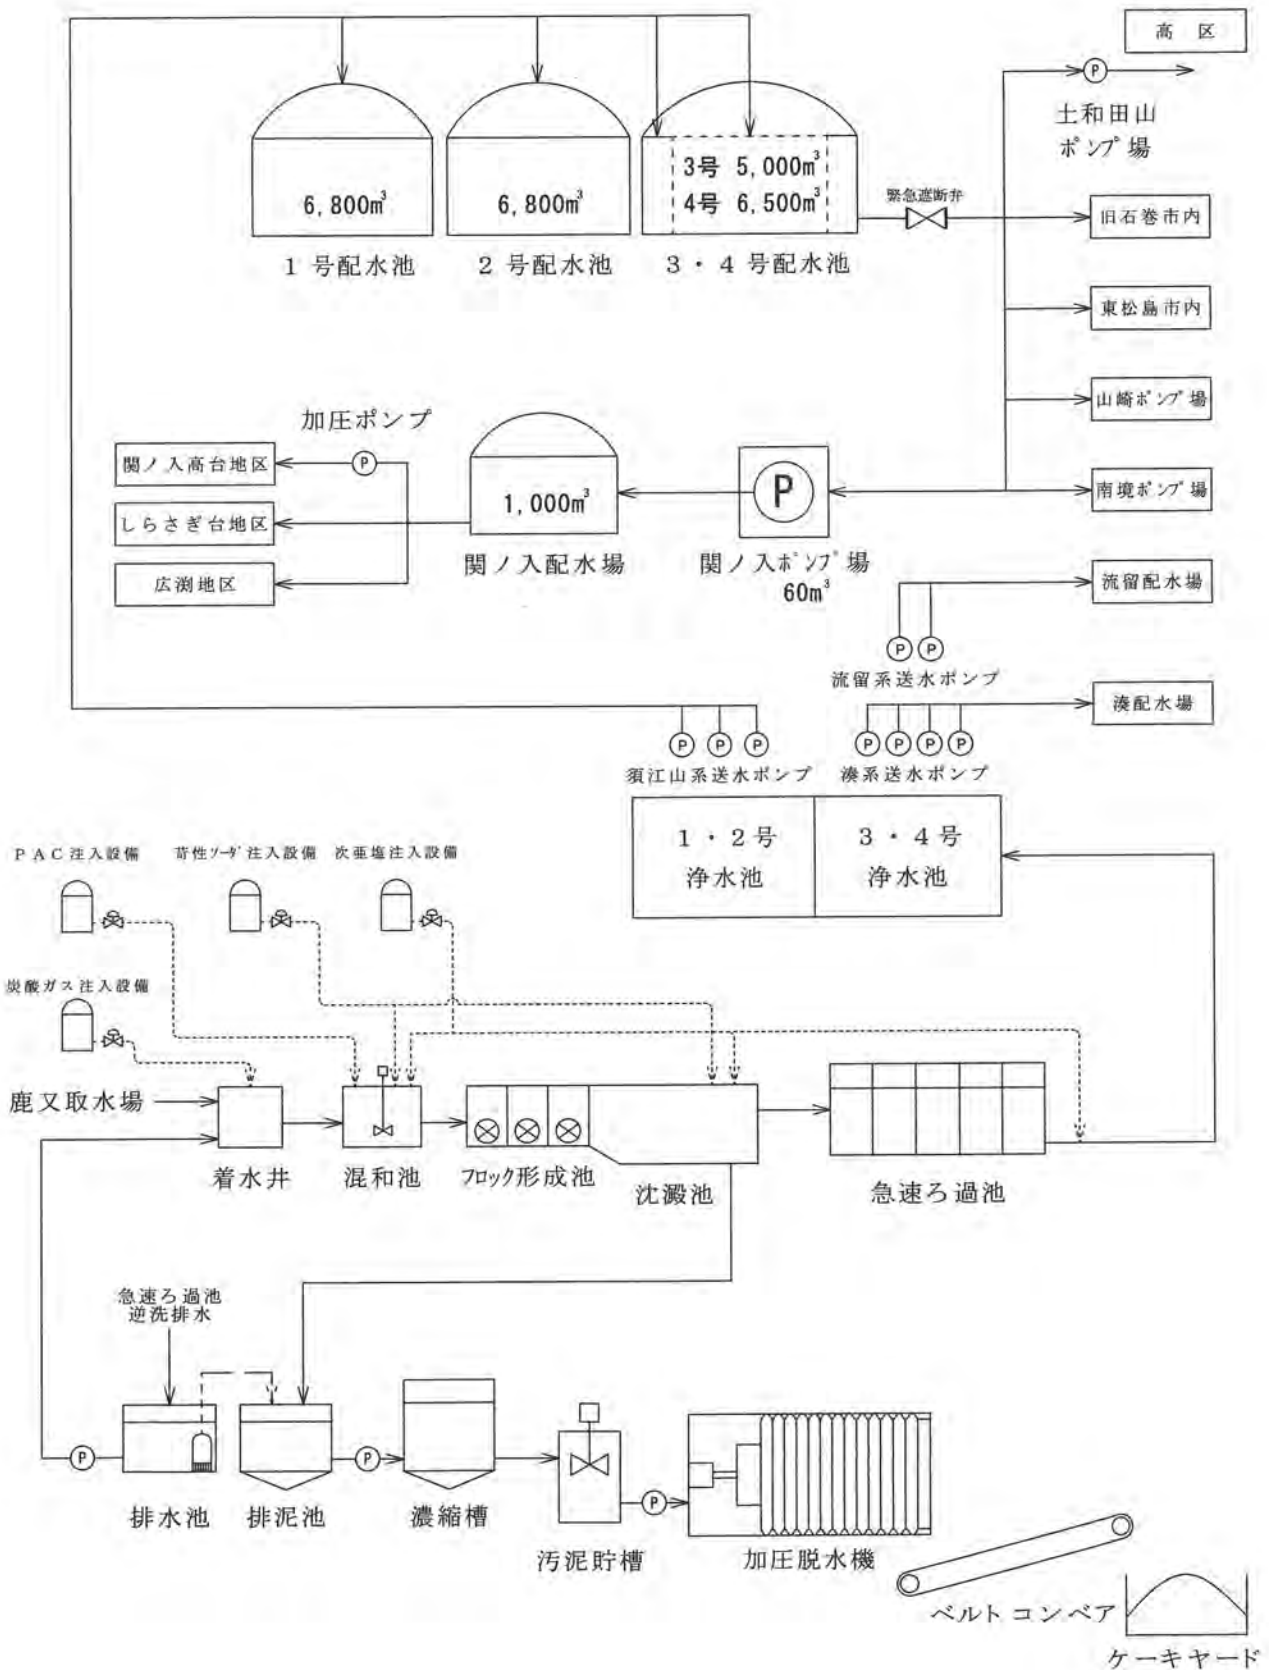 高 区
P
土和田山
ポンプ場
6,800m³
6,800m³
3号 5,000m³
4号 6,500m³
緊急遮断弁
旧石巻市内
1号配水池
2号配水池
3・4号配水池
東松島市内
山崎ポンプ場
加圧ポンプ
関ノ入高台地区
P
しらさぎ台地区
1,000m³
P
南境ポンプ場
広渕地区
関ノ入配水場
関ノ入ポンプ場
60m³
流留配水場
P P
流留系送水ポンプ
湊配水場
P P P
P P P P
須江山系送水ポンプ
湊系送水ポンプ
1・2号
浄水池
3・4号
浄水池
PAC注入設備
苛性ソーダ注入設備
次亜塩注入設備
炭酸ガス注入設備
鹿又取水場
着水井
混和池
フロック形成池
沈澱池
急速ろ過池
急速ろ過池
逆洗排水
P
P
P
排水池
排泥池
濃縮槽
汚泥貯槽
加圧脱水機
ベルトコンベア
ケーキヤード